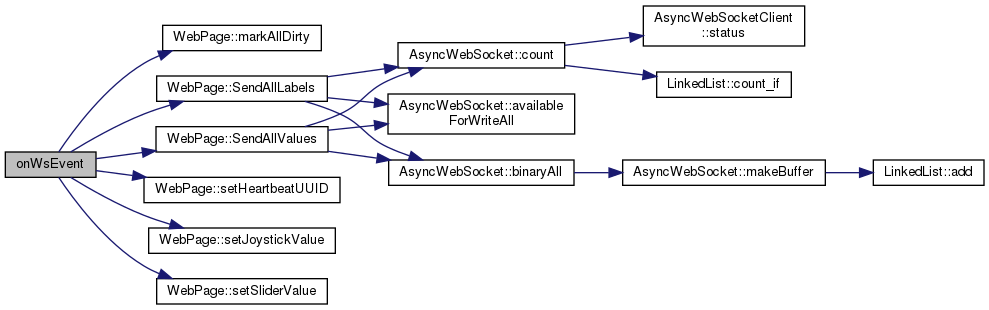 onWsEvent
WebPage::markAllDirty
WebPage::SendAllLabels
WebPage::SendAllValues
WebPage::setHeartbeatUUID
WebPage::setJoystickValue
WebPage::setSliderValue
AsyncWebSocket::count
AsyncWebSocket::available
ForWriteAll
AsyncWebSocket::binaryAll
AsyncWebSocketClient
::status
LinkedList::count_if
AsyncWebSocket::makeBuffer
LinkedList::add